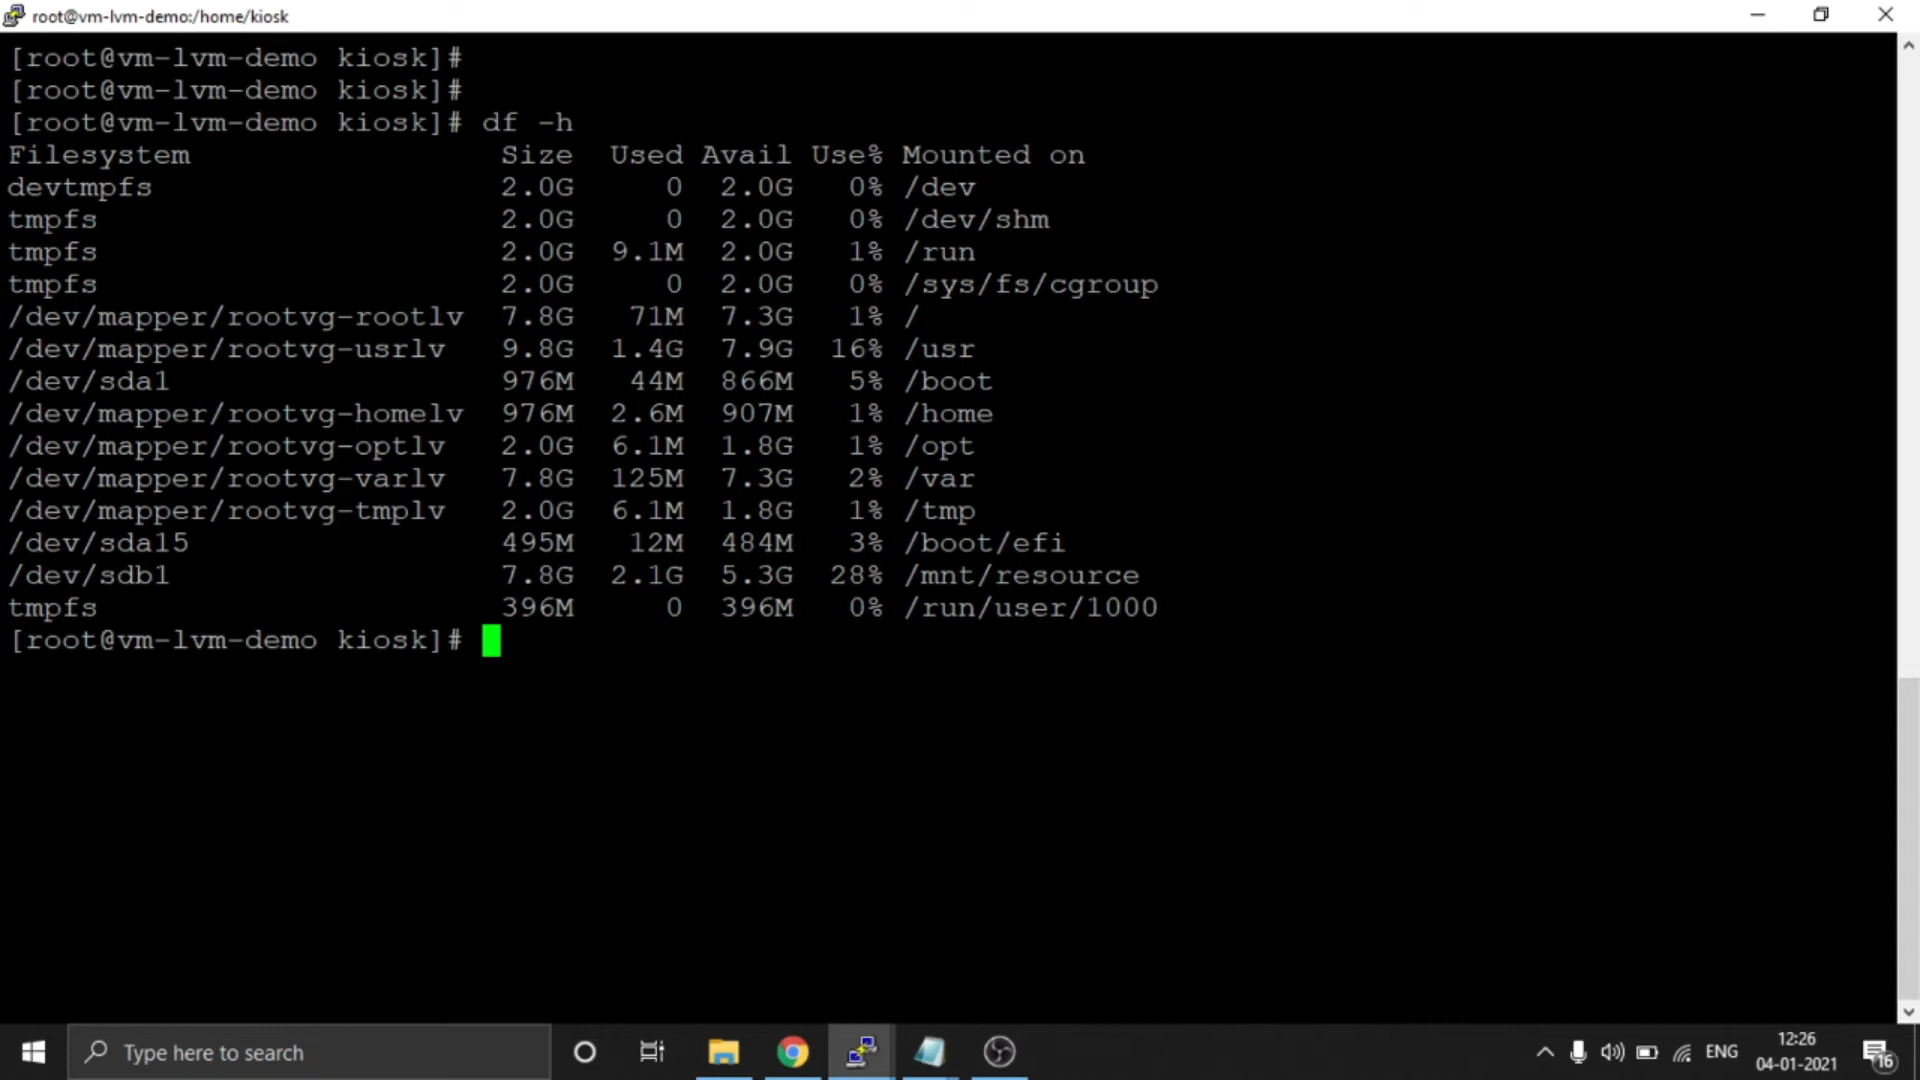 root@vm-lvm-demo:/home/kiosk
[root@vm-lvm-demo kiosk]#
[root@vm-lvm-demo kiosk]#
[root@vm-lvm-demo kiosk]# df -h
Filesystem Size Used Avail Use% Mounted on
devtmpfs 2.0G 0 2.0G 0% /dev
tmpfs 2.0G 0 2.0G 0% /dev/shm
tmpfs 2.0G 9.1M 2.0G 1% /run
tmpfs 2.0G 0 2.0G 0% /sys/fs/cgroup
/dev/mapper/rootvg-rootlv 7.8G 71M 7.3G 1% /
/dev/mapper/rootvg-usrlv 9.8G 1.4G 7.9G 16% /usr
/dev/sda1 976M 44M 866M 5% /boot
/dev/mapper/rootvg-homelv 976M 2.6M 907M 1% /home
/dev/mapper/rootvg-optlv 2.0G 6.1M 1.8G 1% /opt
/dev/mapper/rootvg-varlv 7.8G 125M 7.3G 2% /var
/dev/mapper/rootvg-tmplv 2.0G 6.1M 1.8G 1% /tmp
/dev/sda15 495M 12M 484M 3% /boot/efi
/dev/sdb1 7.8G 2.1G 5.3G 28% /mnt/resource
tmpfs 396M 0 396M 0% /run/user/1000
[root@vm-lvm-demo kiosk]#
Type here to search
ENG
12:26
04-01-2021
16